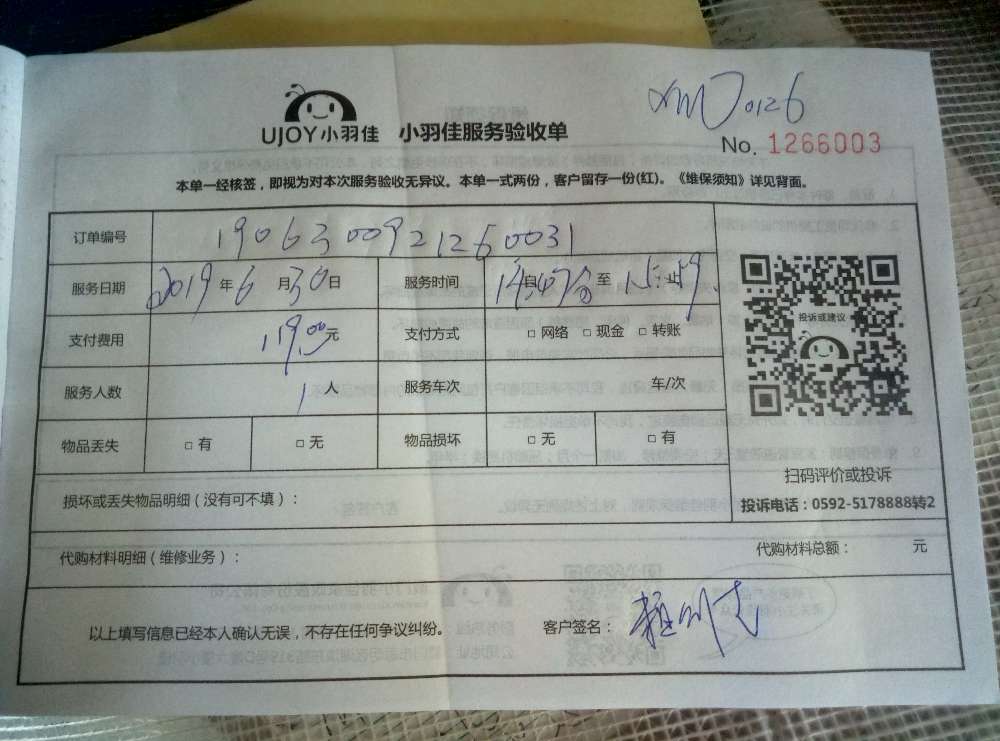 XMJ0126
UJOY小羽佳 小羽佳服务验收单
No. 1266003
本单一经核签，即视为对本次服务验收无异议。本单一式两份，客户留存一份(红)。《维保须知》详见背面。
订单编号 1906300921260031
服务日期 2019年6月30日 服务时间 14:47分至15:59
支付费用 119.00元 支付方式 □ 网络 □ 现金 □ 转账
服务人数 1人 服务车次 车/次
物品丢失 □ 有 □ 无 物品损坏 □ 无 □ 有
投诉或建议
扫码评价或投诉
投诉电话：0592-5178888转2
损坏或丢失物品明细（没有可不填）：
代购材料明细（维修业务）： 代购材料总额： 元
以上填写信息已经本人确认无误，不存在任何争议纠纷。 客户签名：